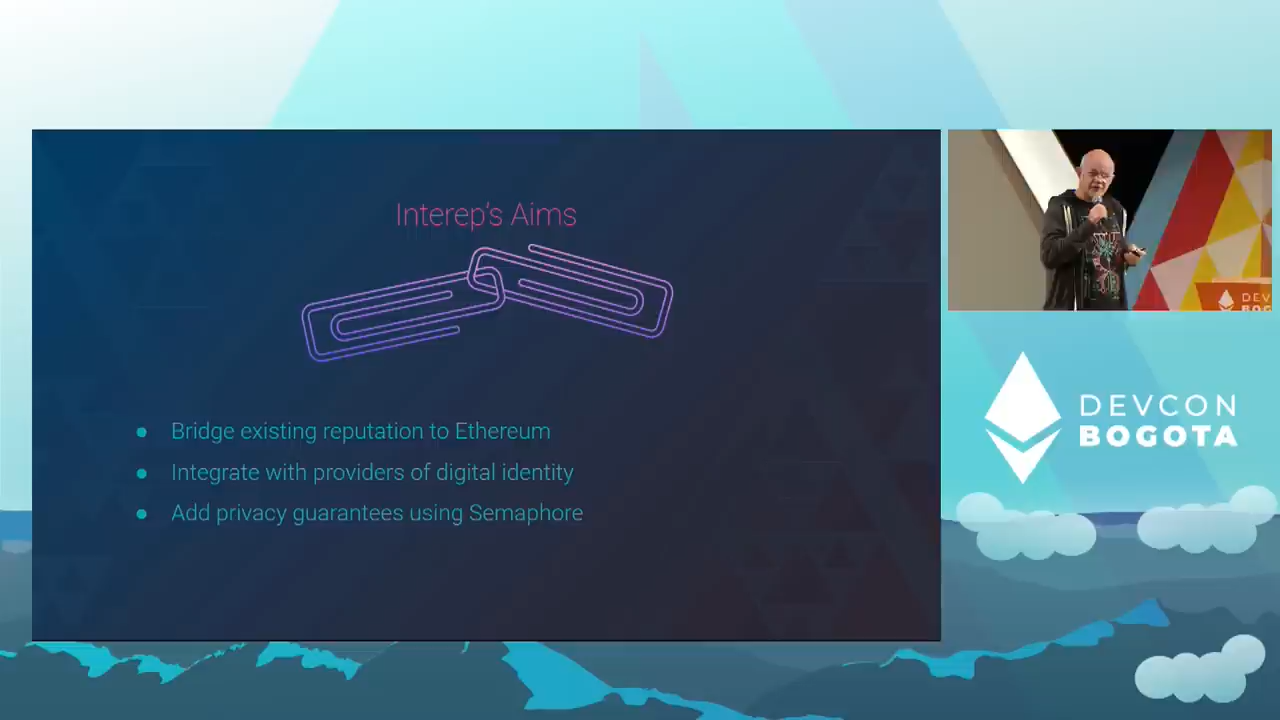 Interep's Aims
● Bridge existing reputation to Ethereum
● Integrate with providers of digital identity
● Add privacy guarantees using Semaphore
DEVCON
BOGOTA